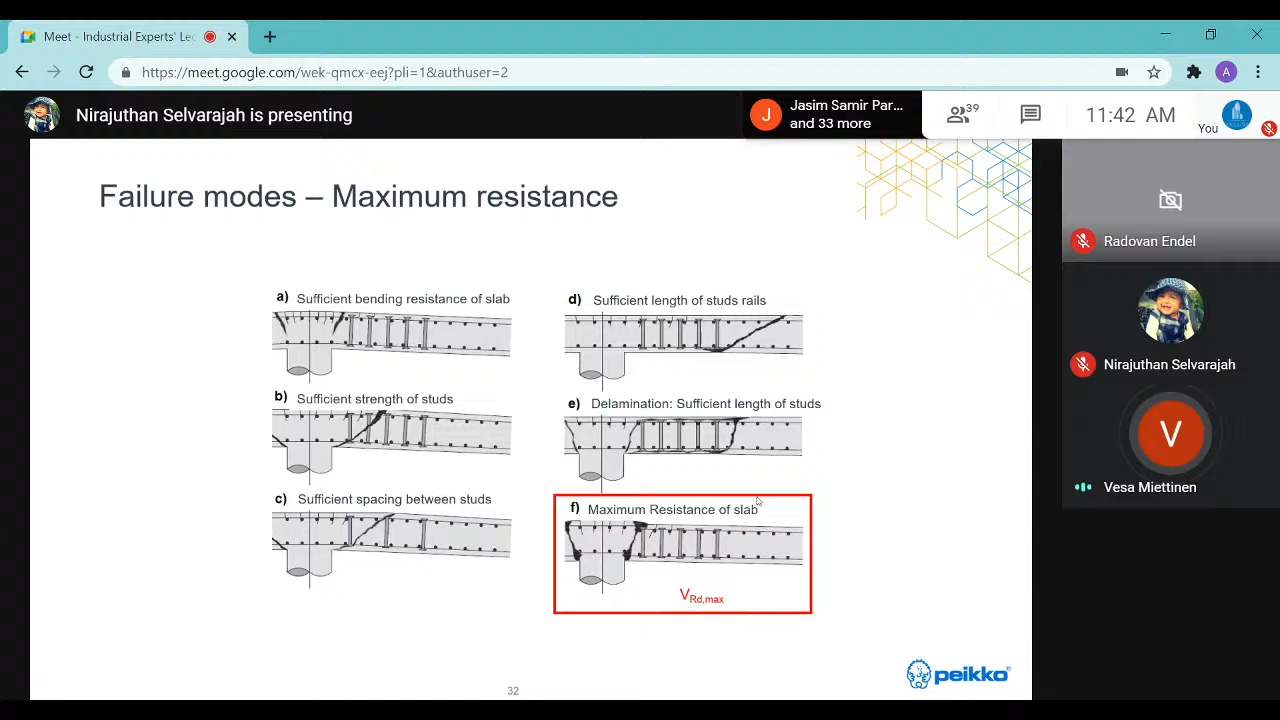 Meet - Industrial Experts' Le
https://meet.google.com/wek-qmcx-eej?pli=1&authuser=2
A
Nirajuthan Selvarajah is presenting
J
Jasim Samir Par...
and 33 more
39
11:42 AM
You
Failure modes – Maximum resistance
a) Sufficient bending resistance of slab
b) Sufficient strength of studs
c) Sufficient spacing between studs
d) Sufficient length of studs rails
e) Delamination: Sufficient length of studs
f) Maximum Resistance of slab
VRd,max
peikko
32
Radovan Endel
Nirajuthan Selvarajah
V
Vesa Miettinen